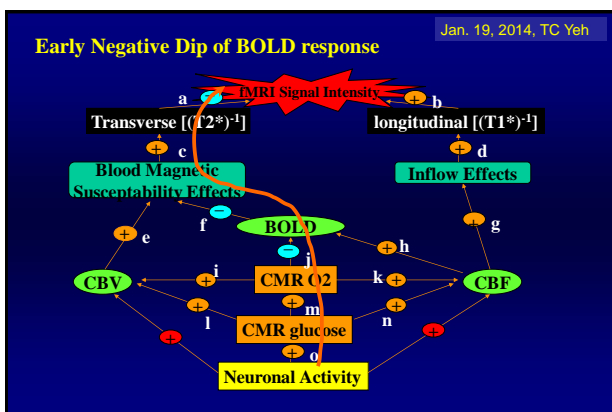 Jan. 19, 2014, TC Yeh
Early Negative Dip of BOLD response
fMRI Signal Intensity
a
−
+
b
Transverse [(T2*)-1]
longitudinal [(T1*)-1]
+
c
+
d
Blood Magnetic
Susceptability Effects
Inflow Effects
−
f
+
e
BOLD
+
g
+
h
−
j
i
+
k
+
CBV
CMR O2
CBF
+
l
+
m
+
n
CMR glucose
+
+
o
+
Neuronal Activity